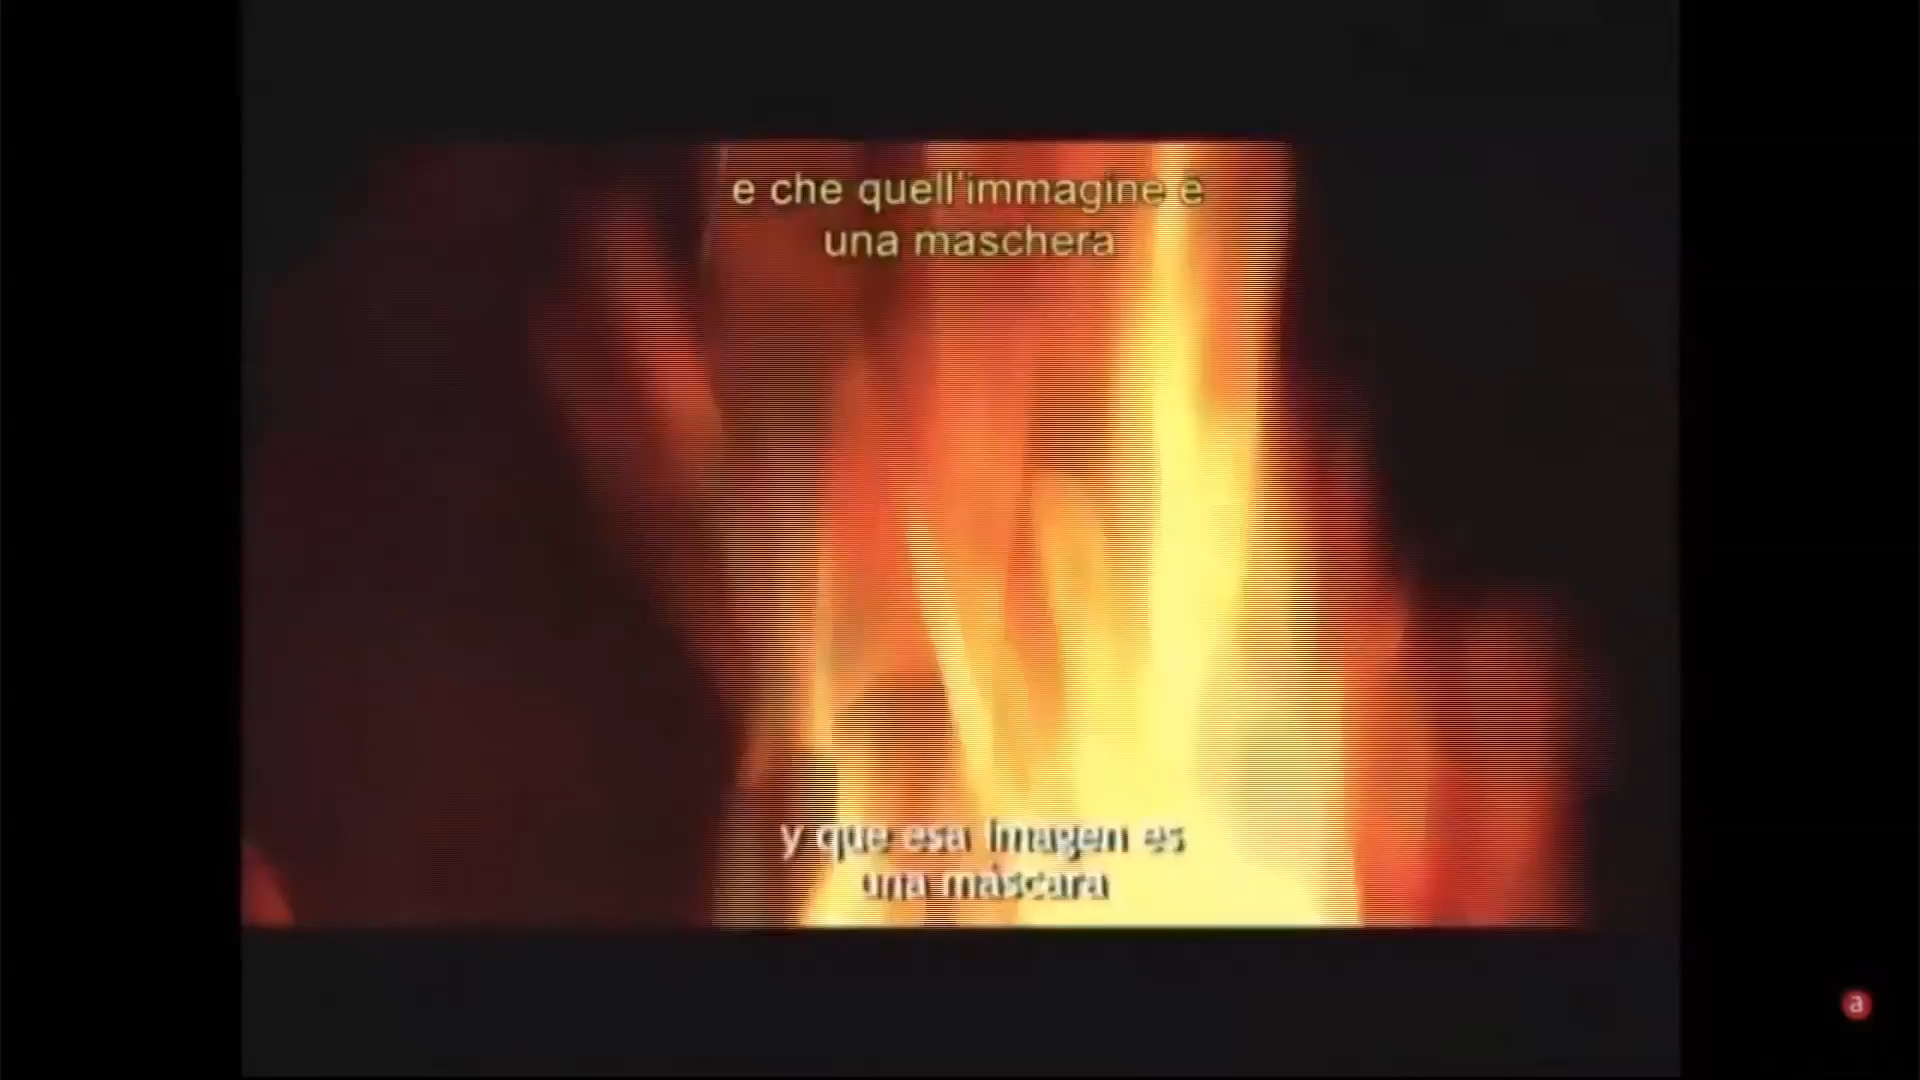 e che quell'immagine è
una maschera
y que esa imagen es
una máscara
a